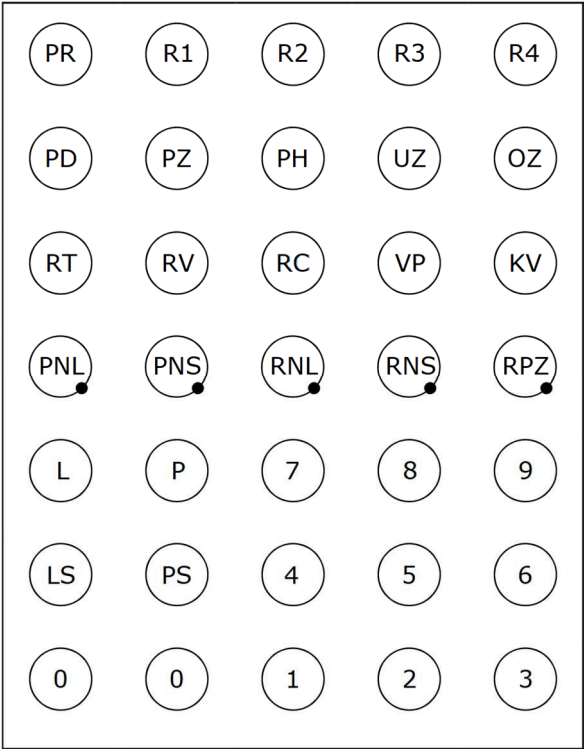 PR R1 R2 R3 R4
PD PZ PH UZ OZ
RT RV RC VP KV
PNL PNS RNL RNS RPZ
L P 7 8 9
LS PS 4 5 6
0 0 1 2 3